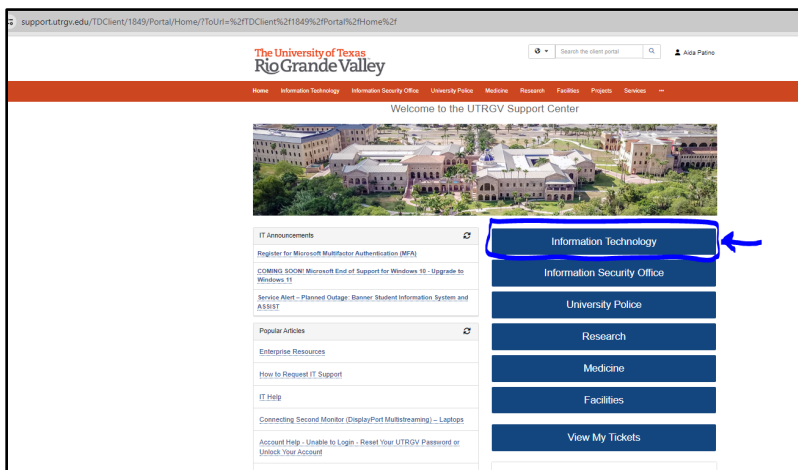 support.utrgv.edu/TDClient/1849/Portal/Home/?ToUrl=%2fTDClient%2f1849%2fPortal%2fHome%2f
The University of Texas
Rio Grande Valley
Search the client portal
Aida Patino
Home Information Technology Information Security Office University Police Medicine Research Facilities Projects Services ...
Welcome to the UTRGV Support Center
IT Announcements
Register for Microsoft Multifactor Authentication (MFA)
COMING SOON! Microsoft End of Support for Windows 10 - Upgrade to
Windows 11
Service Alert – Planned Outage: Banner Student Information System and
ASSIST
Popular Articles
Enterprise Resources
How to Request IT Support
IT Help
Connecting Second Monitor (DisplayPort Multistreaming) – Laptops
Account Help - Unable to Login - Reset Your UTRGV Password or
Unlock Your Account
Information Technology
Information Security Office
University Police
Research
Medicine
Facilities
View My Tickets